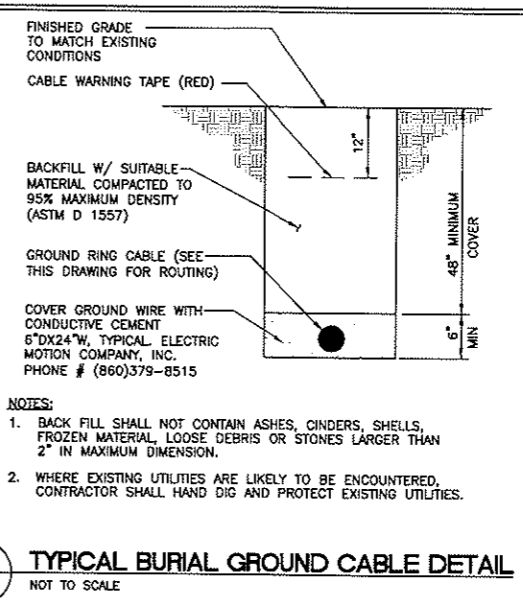 FINISHED GRADE
TO MATCH EXISTING
CONDITIONS
CABLE WARNING TAPE (RED)
12"
BACKFILL W/ SUITABLE
MATERIAL COMPACTED TO
95% MAXIMUM DENSITY
(ASTM D 1557)
48" MINIMUM
COVER
GROUND RING CABLE (SEE
THIS DRAWING FOR ROUTING)
COVER GROUND WIRE WITH
CONDUCTIVE CEMENT
6"DX24"W, TYPICAL ELECTRIC
MOTION COMPANY, INC.
PHONE # (860)379-8515
6"
MIN
NOTES:
1. BACK FILL SHALL NOT CONTAIN ASHES, CINDERS, SHELLS,
FROZEN MATERIAL, LOOSE DEBRIS OR STONES LARGER THAN
2" IN MAXIMUM DIMENSION.
2. WHERE EXISTING UTILITIES ARE LIKELY TO BE ENCOUNTERED,
CONTRACTOR SHALL HAND DIG AND PROTECT EXISTING UTILITIES.
TYPICAL BURIAL GROUND CABLE DETAIL
NOT TO SCALE